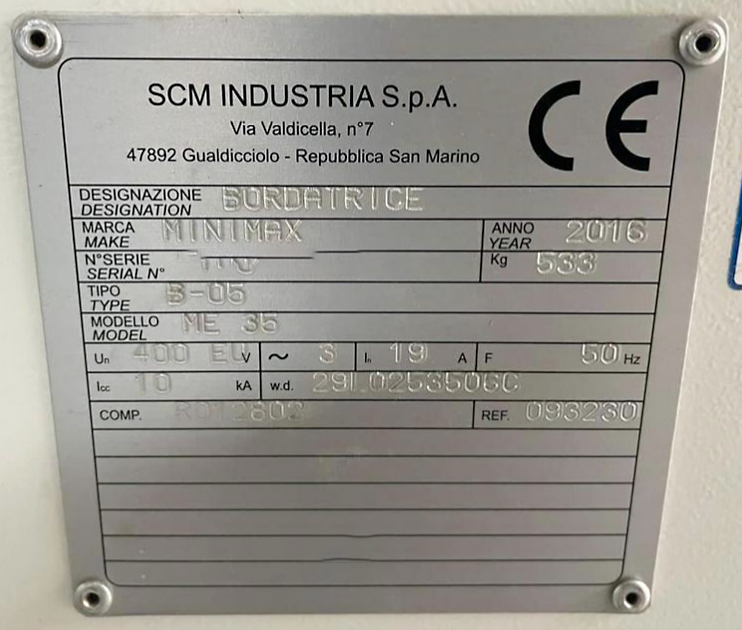 SCM INDUSTRIA S.p.A.
Via Valdicella, n°7
47892 Gualdicciolo - Repubblica San Marino
CE
DESIGNAZIONE BORDATRICE
DESIGNATION
MARCA MINIMAX ANNO 2016
MAKE YEAR
N°SERIE Kg 533
SERIAL N°
TIPO B-05
TYPE
MODELLO ME 35
MODEL
Un 400 EU V ~ 3 In 19 A F 50 Hz
Icc 10 kA w.d. 29L0253506C
COMP. R012802 REF. 093230